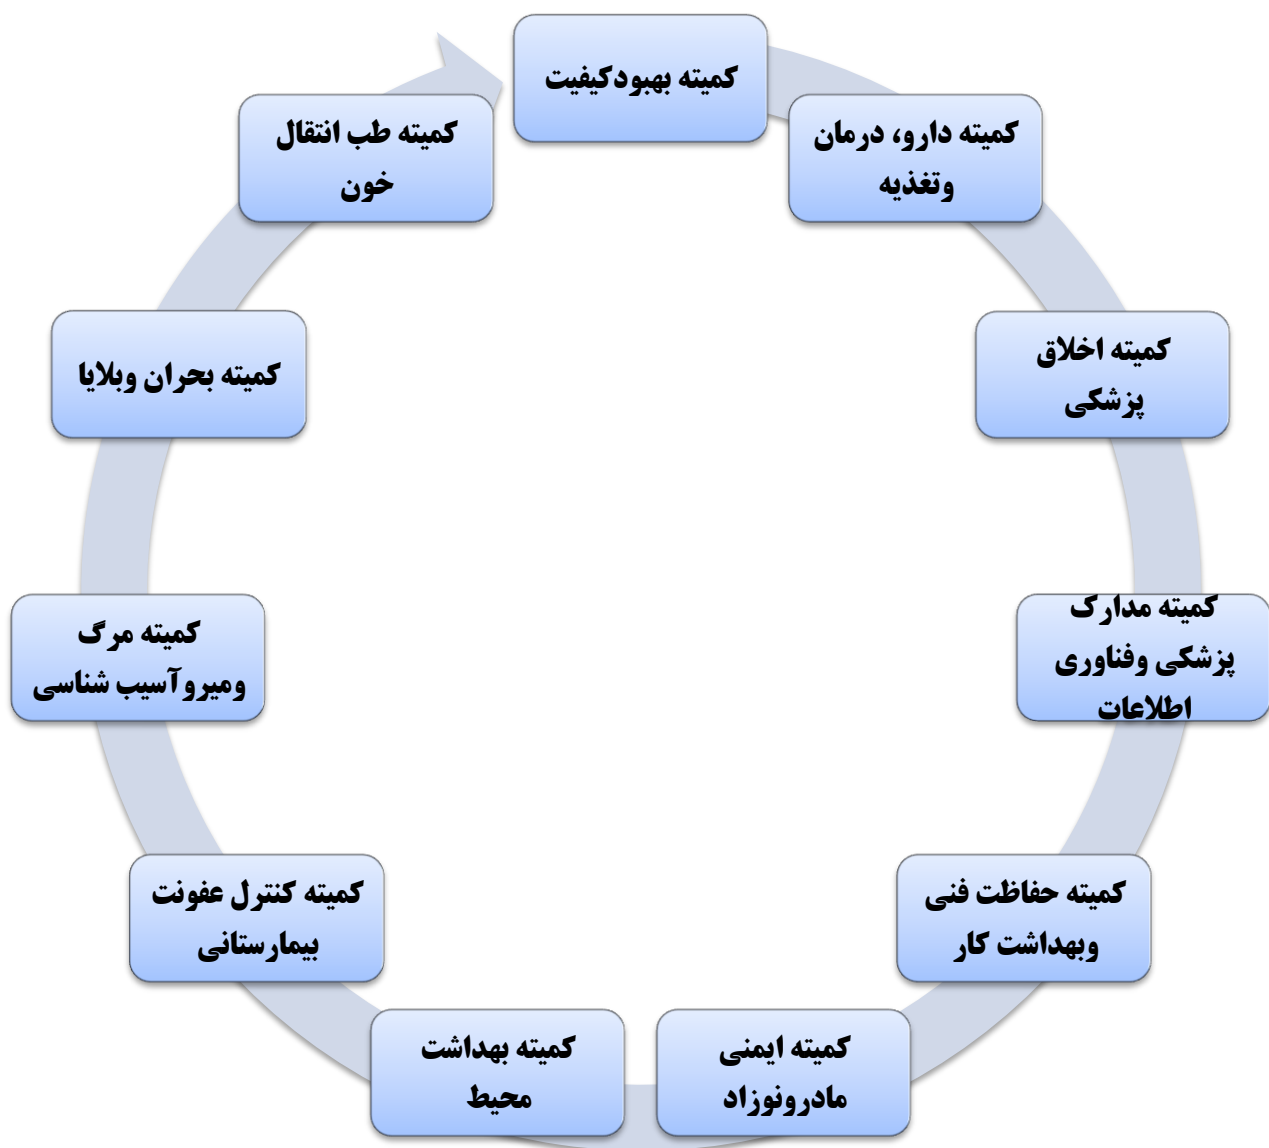 کمیته بهبودکیفیت
کمیته دارو، درمان
وتغذیه
کمیته اخلاق
پزشکی
کمیته مدارک
پزشکی وفناوری
اطلاعات
کمیته حفاظت فنی
وبهداشت کار
کمیته ایمنی
مادرونوزاد
کمیته بهداشت
محیط
کمیته کنترل عفونت
بیمارستانی
کمیته مرگ
ومیروآسیب شناسی
کمیته بحران وبلایا
کمیته طب انتقال
خون